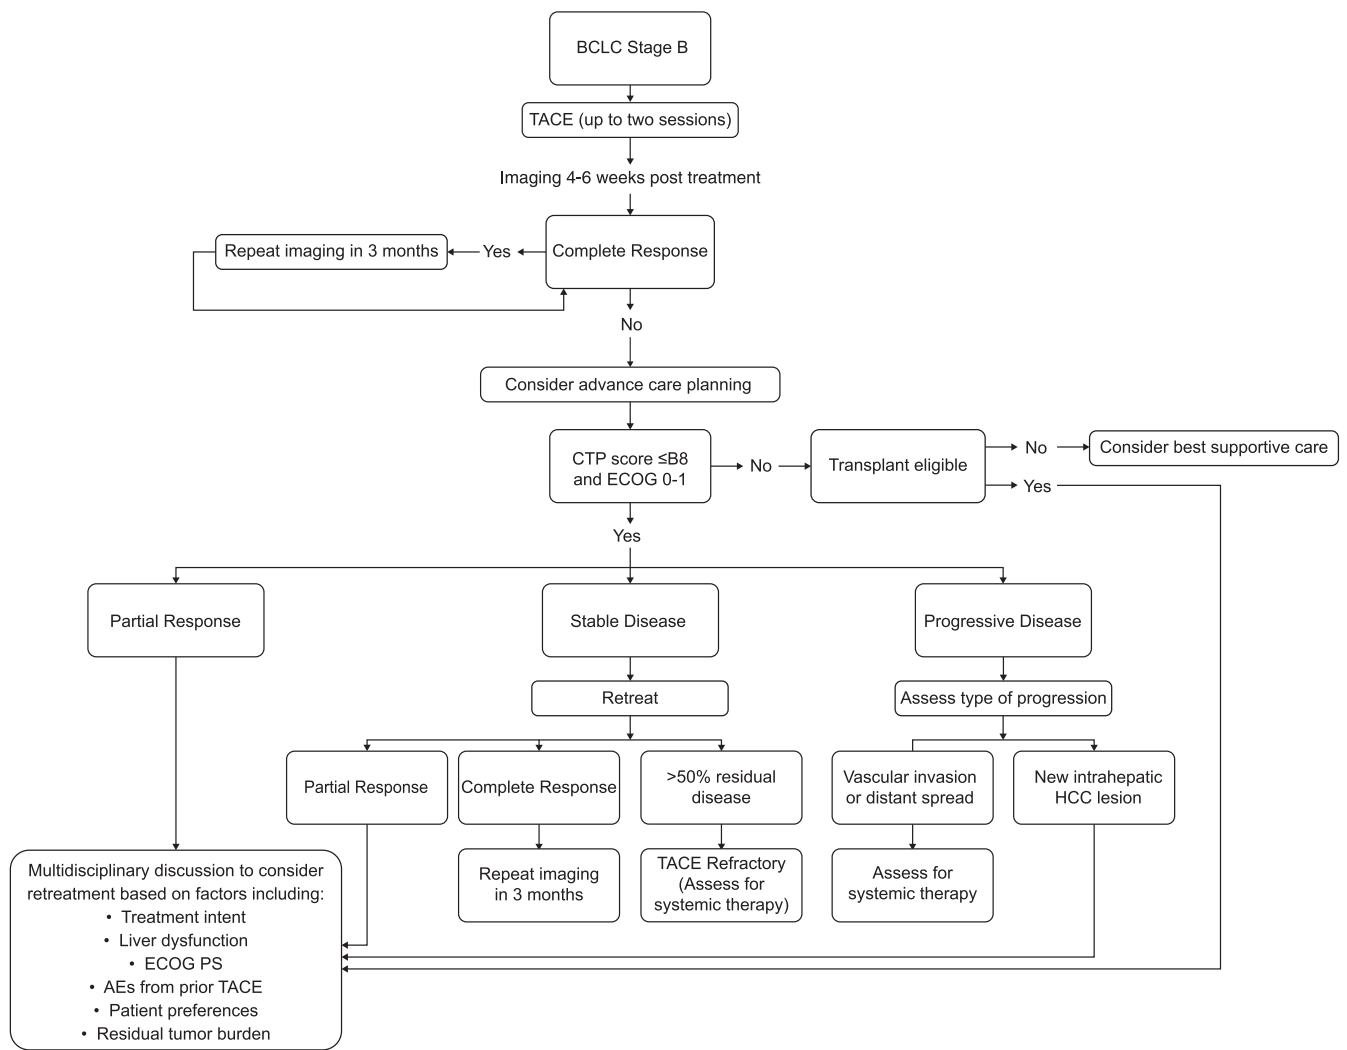 BCLC Stage B
TACE (up to two sessions)
Imaging 4-6 weeks post treatment
Repeat imaging in 3 months
Yes
Complete Response
No
Consider advance care planning
CTP score ≤B8
and ECOG 0-1
No
Transplant eligible
No
Consider best supportive care
Yes
Yes
Partial Response
Stable Disease
Progressive Disease
Retreat
Assess type of progression
Partial Response
Complete Response
>50% residual
disease
Vascular invasion
or distant spread
New intrahepatic
HCC lesion
Repeat imaging
in 3 months
TACE Refractory
(Assess for
systemic therapy)
Assess for
systemic therapy
Multidisciplinary discussion to consider
retreatment based on factors including:
• Treatment intent
• Liver dysfunction
• ECOG PS
• AEs from prior TACE
• Patient preferences
• Residual tumor burden